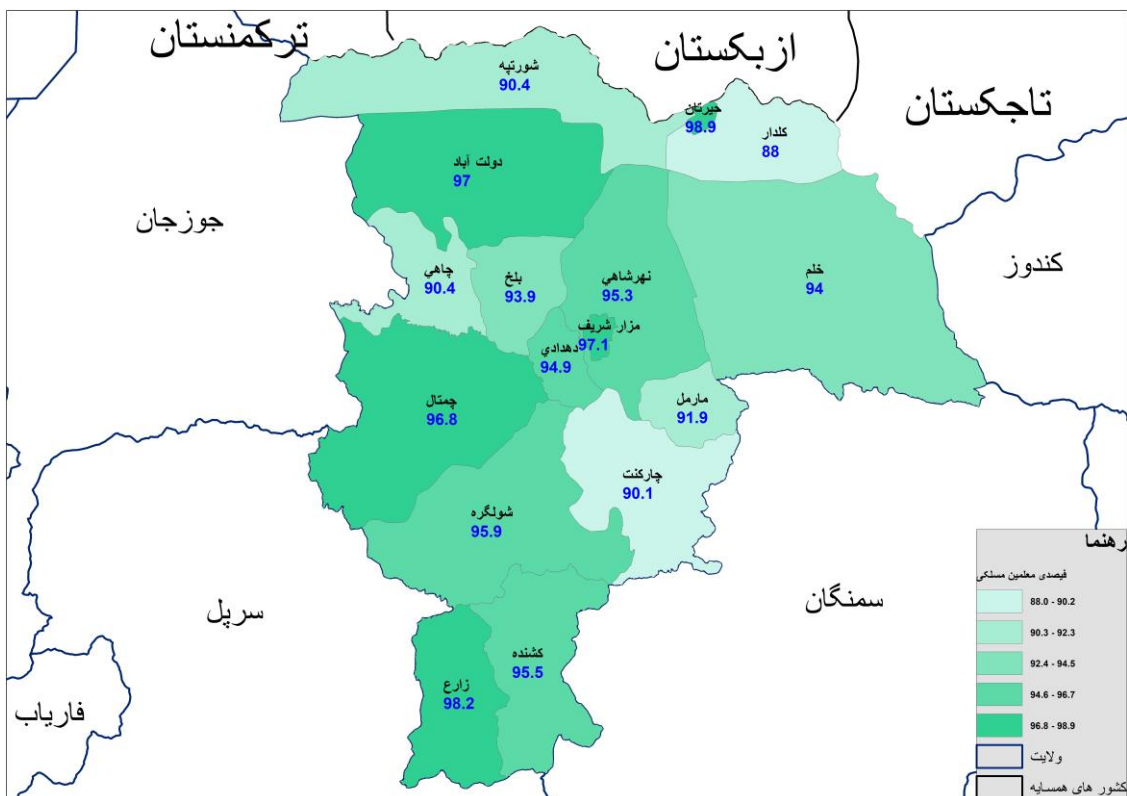 ترکمنستان
ازبکستان
تاجکستان
شورتپه
90.4
حیرتان
98.9
کلدار
88
دولت آباد
97
جوزجان
کندوز
چاهي
90.4
بلخ
93.9
نهرشاهي
95.3
خلم
94
مزار شریف
97.1
دهدادي
94.9
چمتال
96.8
مارمل
91.9
چارکنت
90.1
شولگره
95.9
سرپل
سمنگان
کشنده
95.5
زارع
98.2
فاریاب
رهنما
فیصدی معلمین مسلکی
88.0 - 90.2
90.3 - 92.3
92.4 - 94.5
94.6 - 96.7
96.8 - 98.9
ولایت
کشور های همسایه